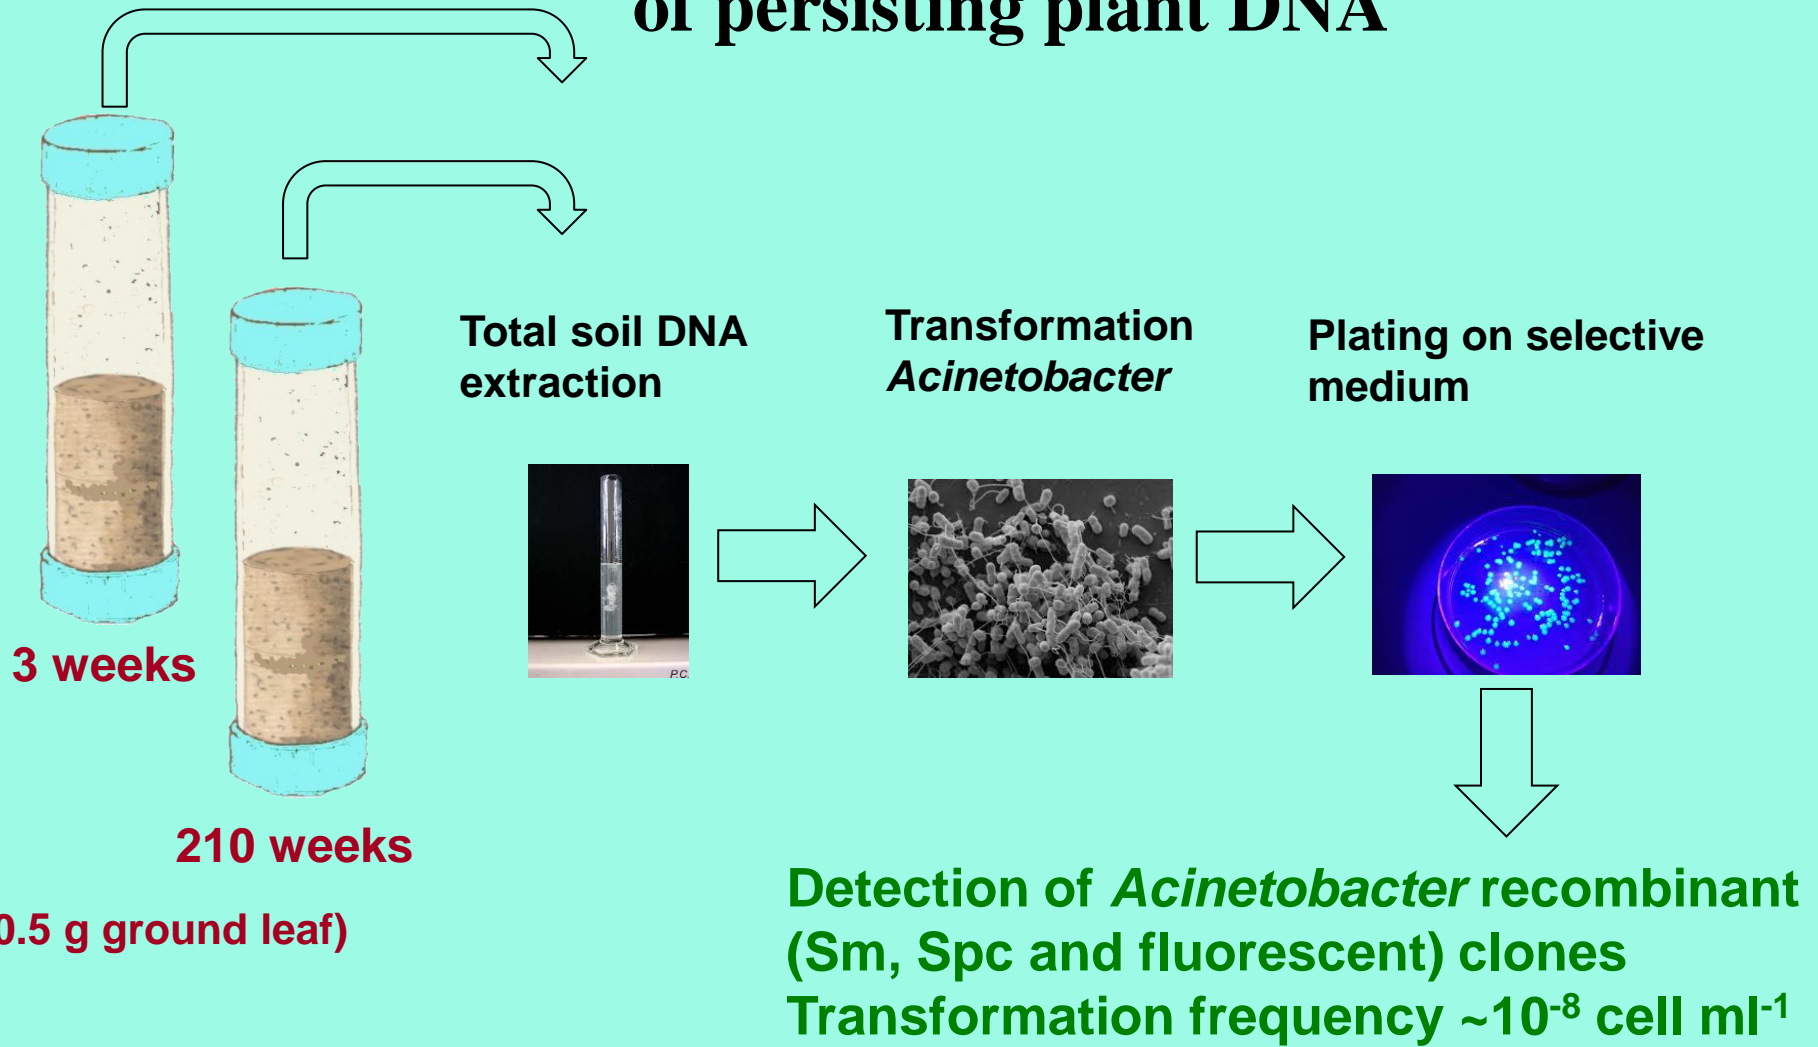 of persisting plant DNA
Total soil DNA
extraction
Transformation
Acinetobacter
Plating on selective
medium
P.C.
3 weeks
210 weeks
0.5 g ground leaf)
Detection of Acinetobacter recombinant
(Sm, Spc and fluorescent) clones
Transformation frequency ~10⁻⁸ cell ml⁻¹